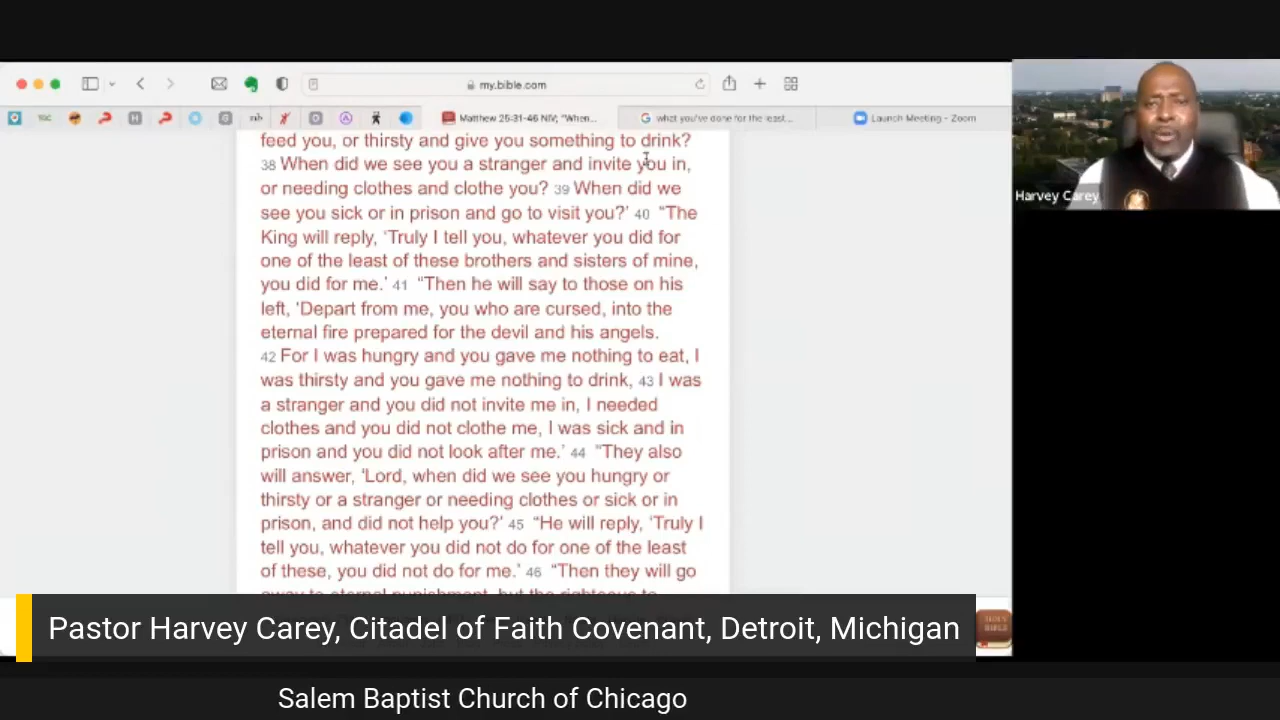 my.bible.com
Matthew 25-31-46 NIV; "When...
what you've done for the least...
Launch Meeting - Zoom
feed you, or thirsty and give you something to drink?
38 When did we see you a stranger and invite you in,
or needing clothes and clothe you? 39 When did we
see you sick or in prison and go to visit you?' 40 "The
King will reply, 'Truly I tell you, whatever you did for
one of the least of these brothers and sisters of mine,
you did for me.' 41 "Then he will say to those on his
left, 'Depart from me, you who are cursed, into the
eternal fire prepared for the devil and his angels.
42 For I was hungry and you gave me nothing to eat, I
was thirsty and you gave me nothing to drink, 43 I was
a stranger and you did not invite me in, I needed
clothes and you did not clothe me, I was sick and in
prison and you did not look after me.' 44 "They also
will answer, 'Lord, when did we see you hungry or
thirsty or a stranger or needing clothes or sick or in
prison, and did not help you?' 45 "He will reply, 'Truly I
tell you, whatever you did not do for one of the least
of these, you did not do for me.' 46 "Then they will go
away to eternal punishment, but the righteous to
Harvey Carey
HOLY
BIBLE
Pastor Harvey Carey, Citadel of Faith Covenant, Detroit, Michigan
Salem Baptist Church of Chicago